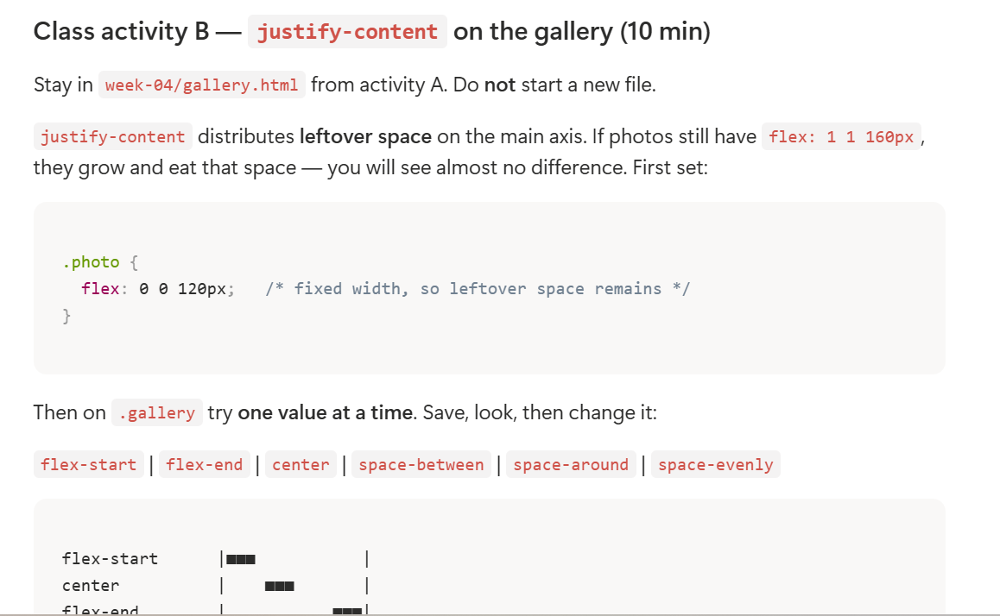 Class activity B — justify-content on the gallery (10 min)
Stay in week-04/gallery.html from activity A. Do not start a new file.
justify-content distributes leftover space on the main axis. If photos still have flex: 1 1 160px,
they grow and eat that space — you will see almost no difference. First set:
.photo {
  flex: 0 0 120px;   /* fixed width, so leftover space remains */
}
Then on .gallery try one value at a time. Save, look, then change it:
flex-start | flex-end | center | space-between | space-around | space-evenly
flex-start      |■■■           |
center          |    ■■■       |
flex-end        |           ■■■|